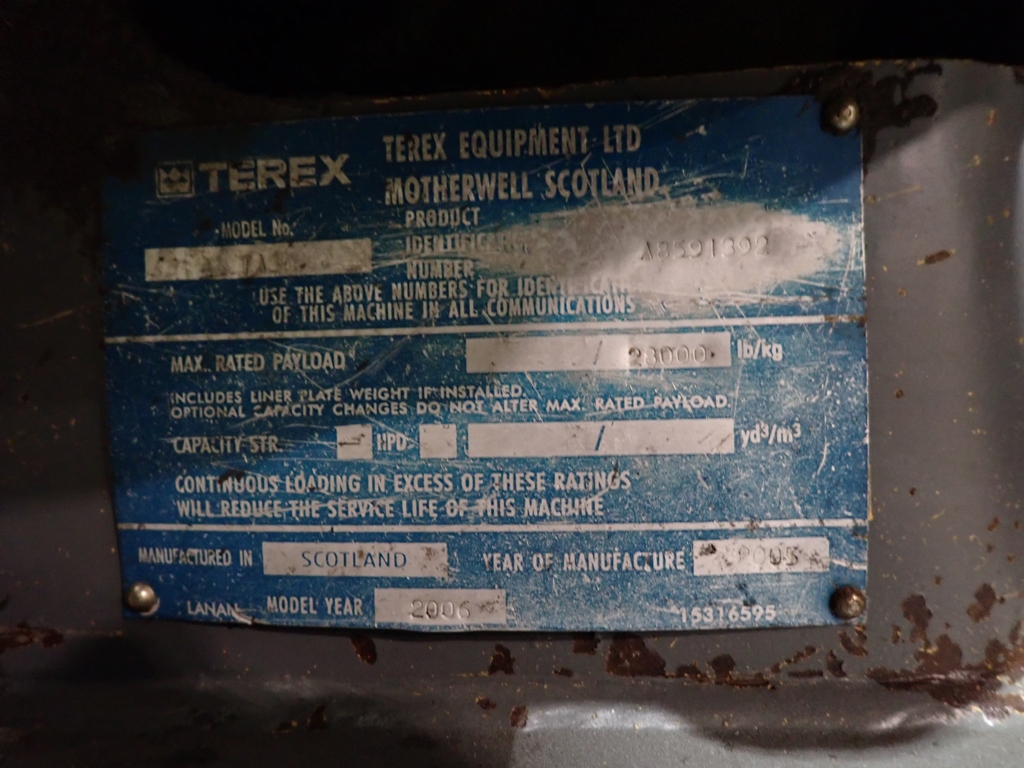 TEREX
TEREX EQUIPMENT LTD
MOTHERWELL SCOTLAND
MODEL No.
PRODUCT
IDENTIFICATION
NUMBER
A8591392
USE THE ABOVE NUMBERS FOR IDENTIFICATION
OF THIS MACHINE IN ALL COMMUNICATIONS
MAX. RATED PAYLOAD / 28000 lb/kg
INCLUDES LINER PLATE WEIGHT IF INSTALLED.
OPTIONAL CAPACITY CHANGES DO NOT ALTER MAX. RATED PAYLOAD.
CAPACITY STR. HPD / yd³/m³
CONTINUOUS LOADING IN EXCESS OF THESE RATINGS
WILL REDUCE THE SERVICE LIFE OF THIS MACHINE
MANUFACTURED IN SCOTLAND YEAR OF MANUFACTURE
LANAN MODEL YEAR 2006 15316595